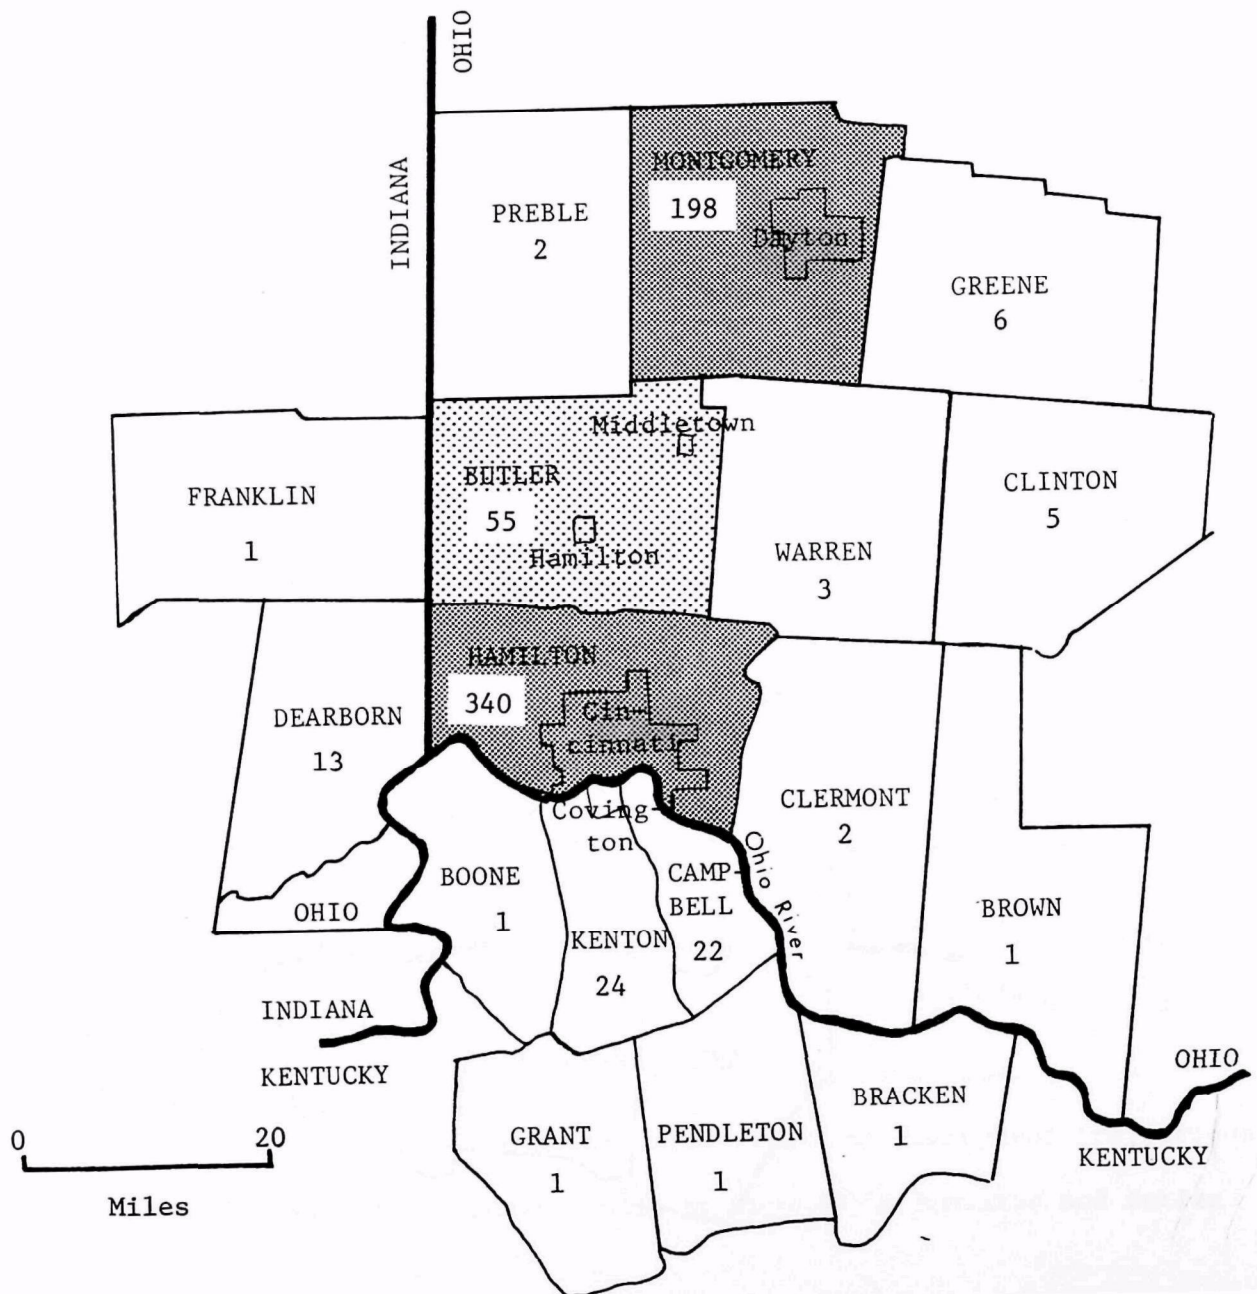 OHIO
INDIANA
MONTGOMERY
198
Dayton
PREBLE
2
GREENE
6
Middletown
BUTLER
55
Hamilton
FRANKLIN
1
CLINTON
5
WARREN
3
HAMILTON
340
Cin-
cinnati
DEARBORN
13
Coving-
ton
CLERMONT
2
Ohio River
BOONE
1
CAMP-
BELL
22
OHIO
KENTON
24
BROWN
1
INDIANA
KENTUCKY
OHIO
KENTUCKY
BRACKEN
1
GRANT
1
PENDLETON
1
0 20
Miles